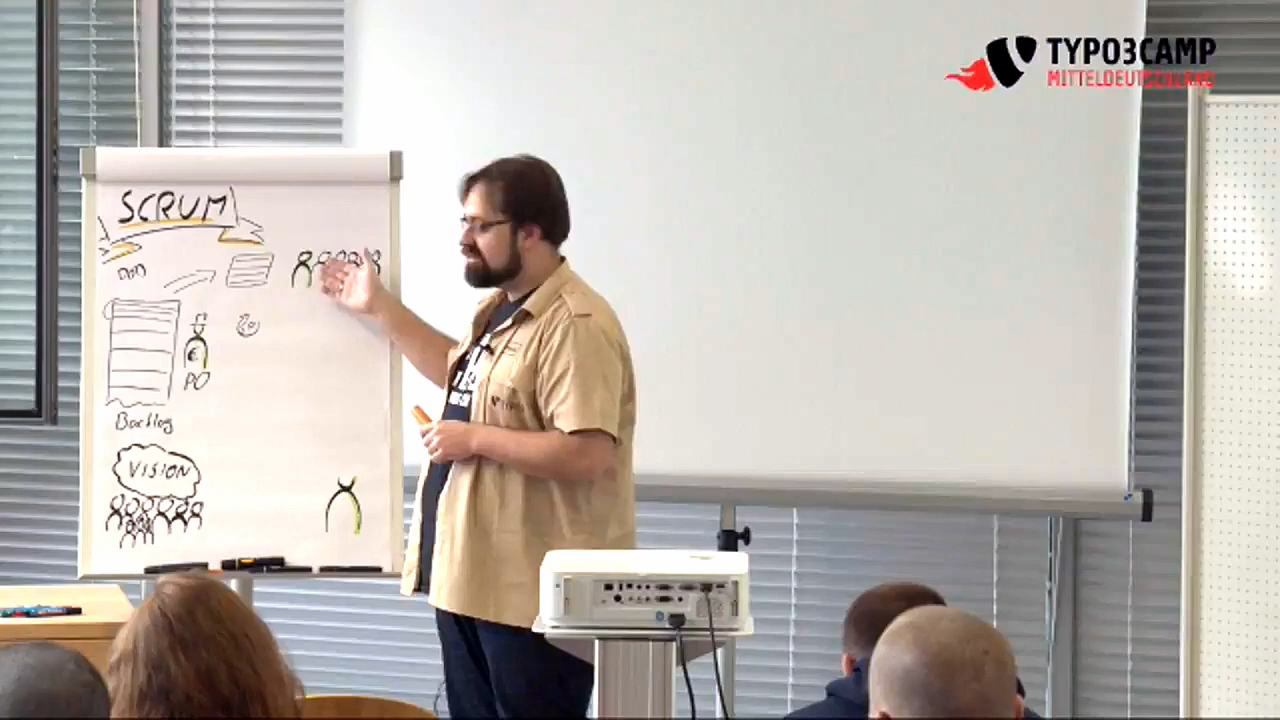 TYPO3CAMP
MITTELDEUTSCHLAND
SCRUM
€
PO
Backlog
VISION